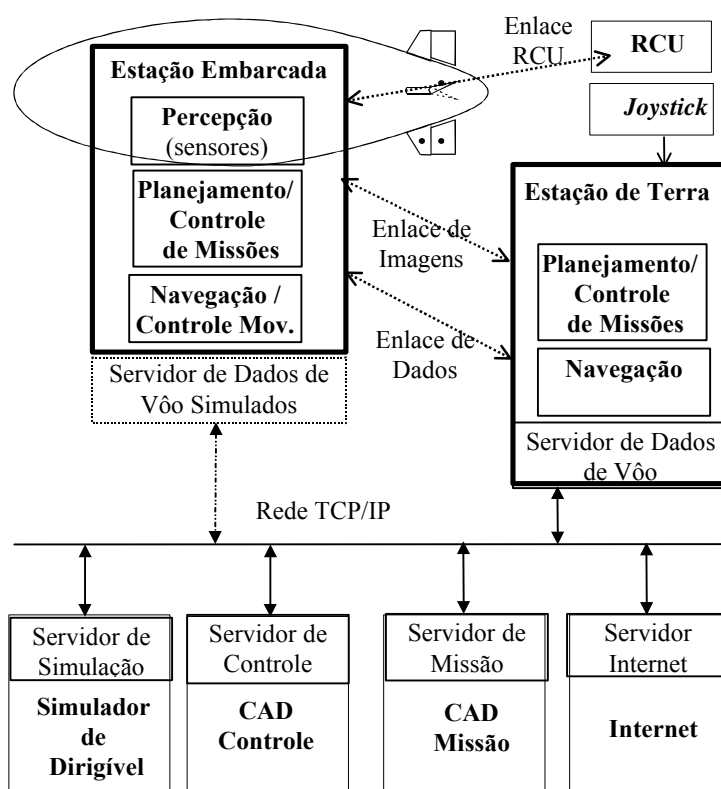 Enlace
RCU
RCU
Joystick
Estação Embarcada
Percepção
(sensores)
Planejamento/
Controle
de Missões
Navegação /
Controle Mov.
Servidor de Dados de
Vôo Simulados
Enlace de
Imagens
Enlace de
Dados
Estação de Terra
Planejamento/
Controle
de Missões
Navegação
Servidor de Dados
de Vôo
Rede TCP/IP
Servidor de
Simulação
Simulador
de
Dirigível
Servidor de
Controle
CAD
Controle
Servidor de
Missão
CAD
Missão
Servidor
Internet
Internet